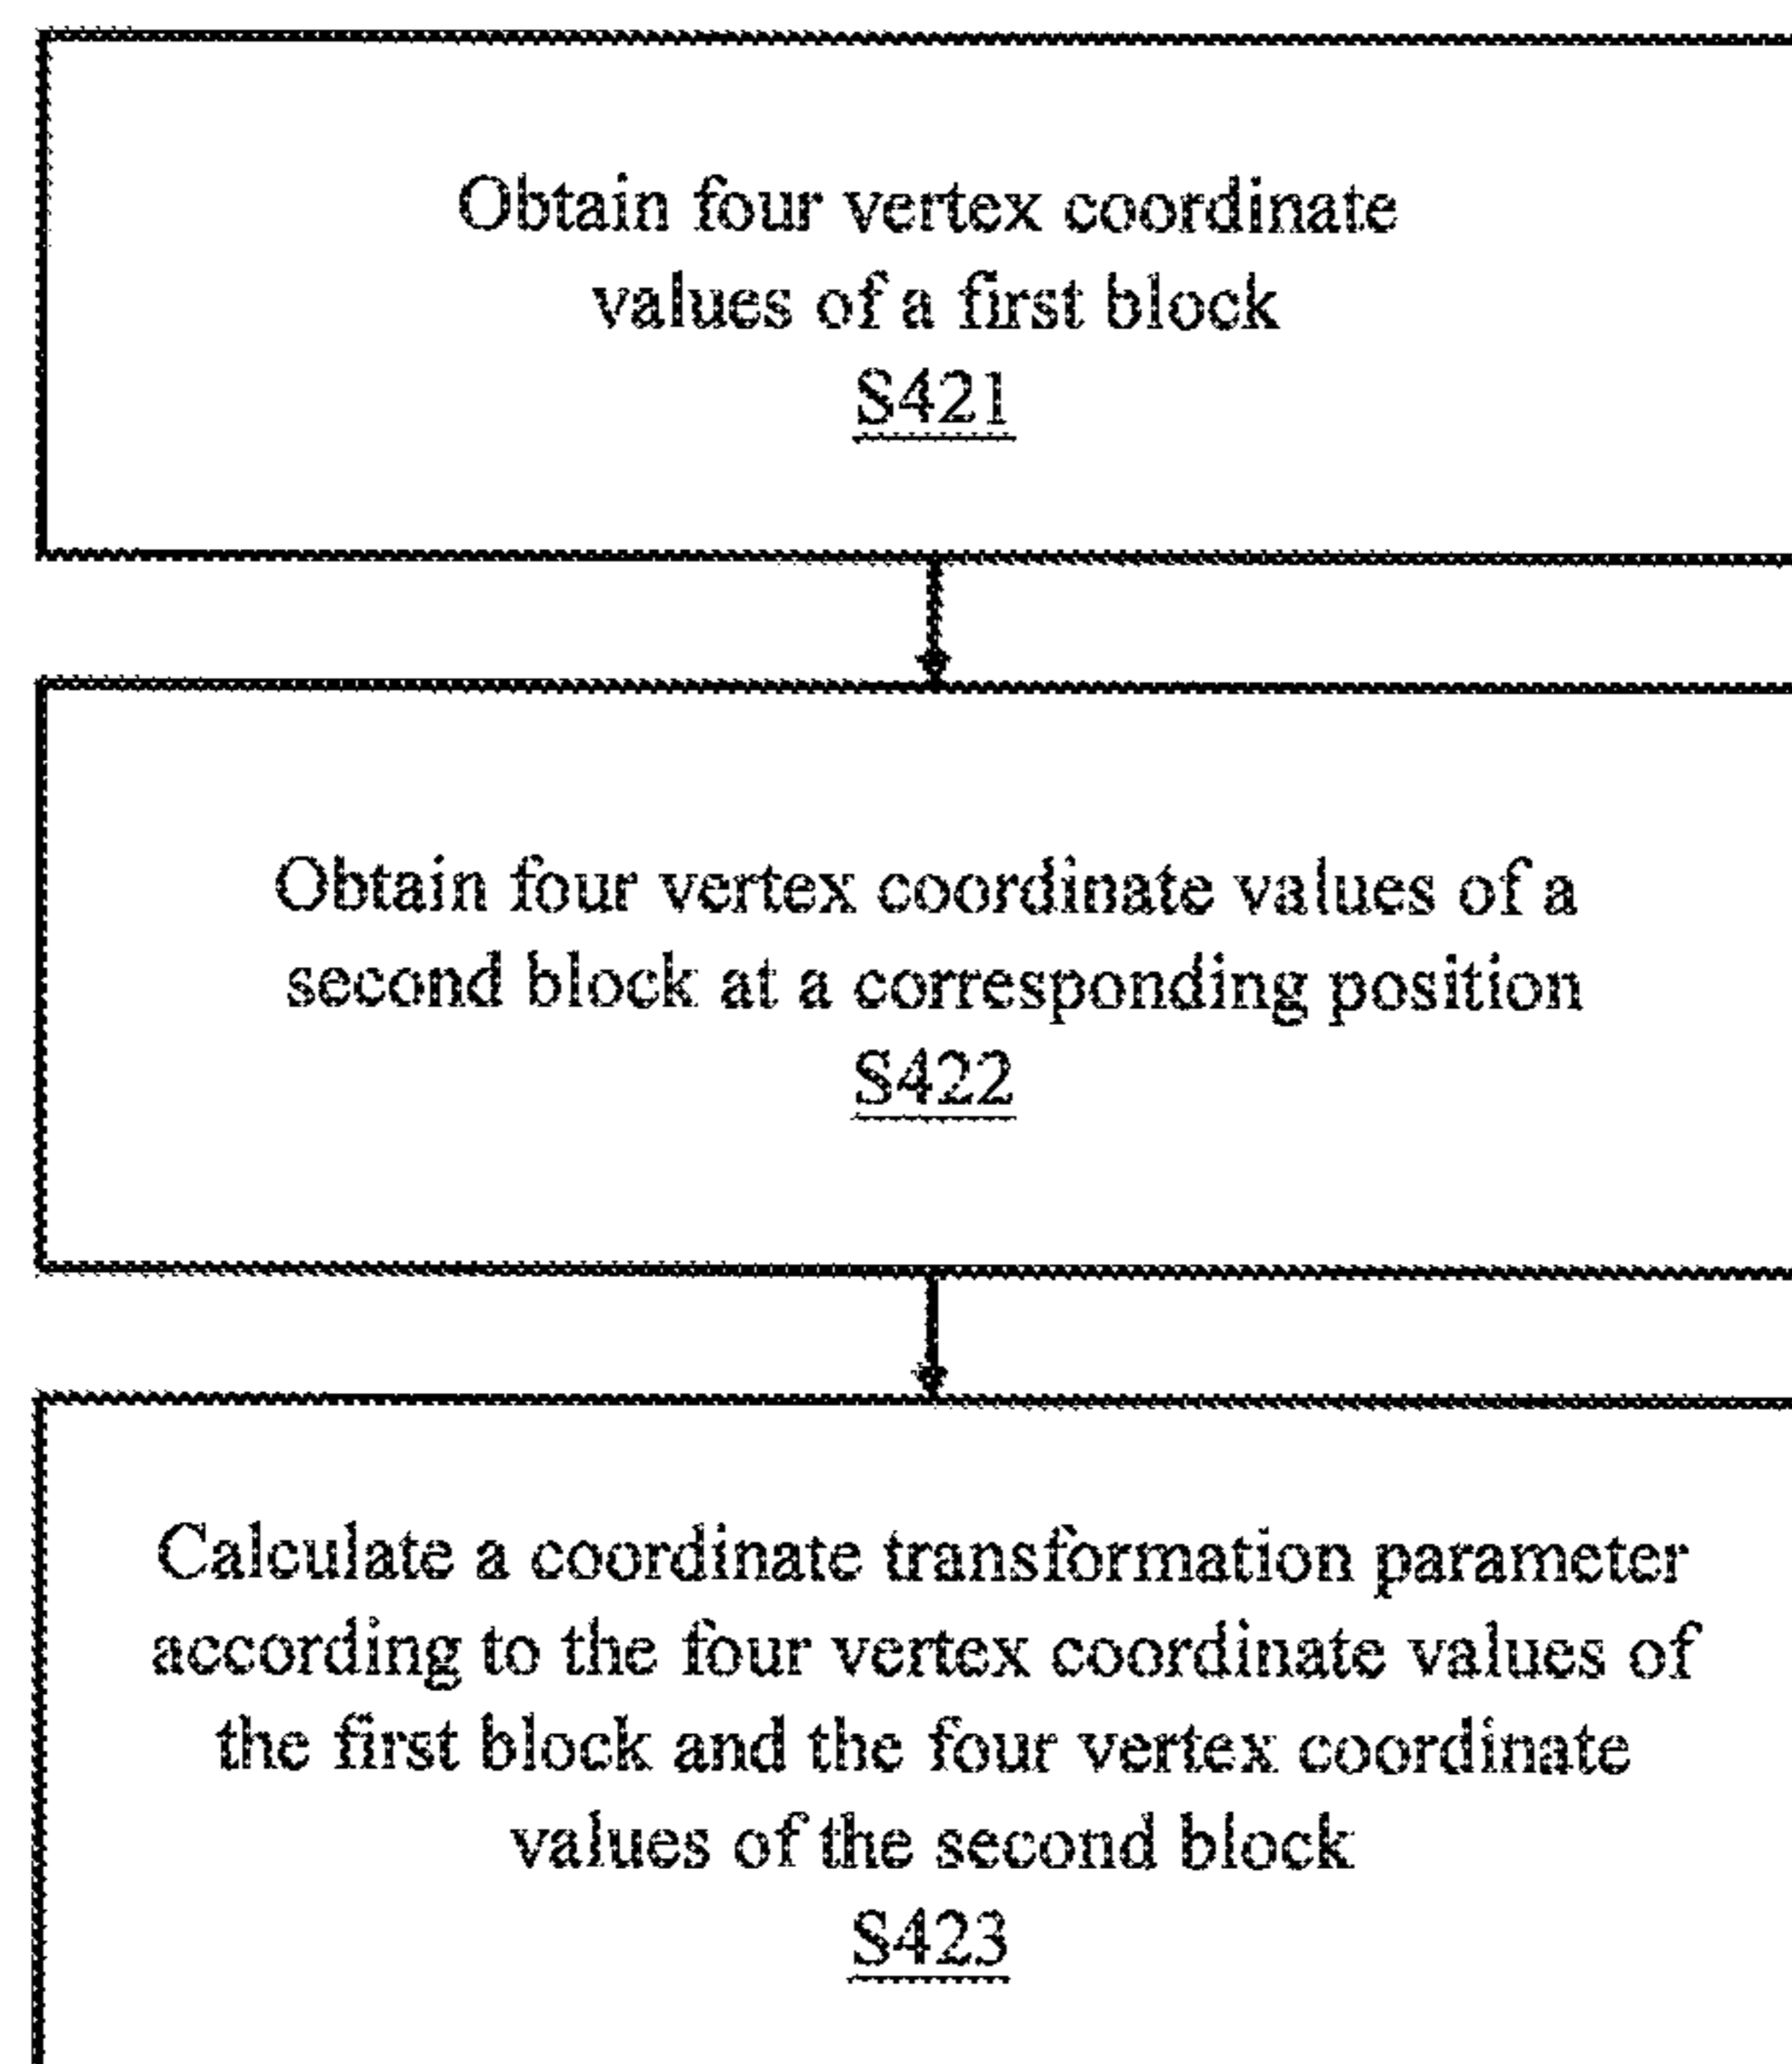 Obtain four vertex coordinate
values of a first block
S421
Obtain four vertex coordinate values of a
second block at a corresponding position
S422
Calculate a coordinate transformation parameter
according to the four vertex coordinate values of
the first block and the four vertex coordinate
values of the second block
S423